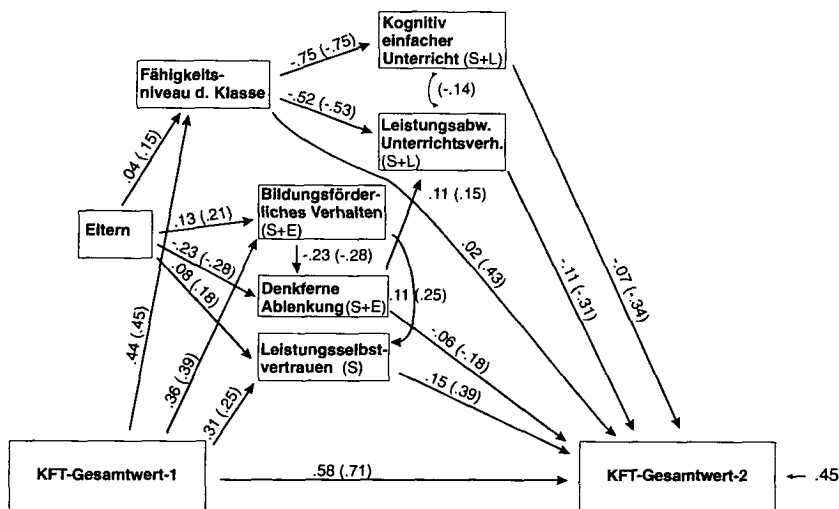 Kognitiv
einfacher
Unterricht (S+L)
-.75 (-.75)
Fähigkeits-
niveau d. Klasse
(-.14)
-.52 (-.53)
Leistungsabw.
Unterrichtsverh.
(S+L)
.04 (.15)
.11 (.15)
Bildungsförder-
liches Verhalten
(S+E)
.13 (.21)
Eltern
-.23 (-.28)
-.23 (-.28)
.02 (.43)
-.11 (-.31)
-.07 (-.34)
.08 (.18)
Denkferne
Ablenkung (S+E)
.11 (.25)
-.06 (-.18)
.44 (.45)
Leistungsselbst-
vertrauen (S)
.36 (.39)
.15 (.39)
.31 (.25)
KFT-Gesamtwert-1
.58 (.71)
KFT-Gesamtwert-2
.45